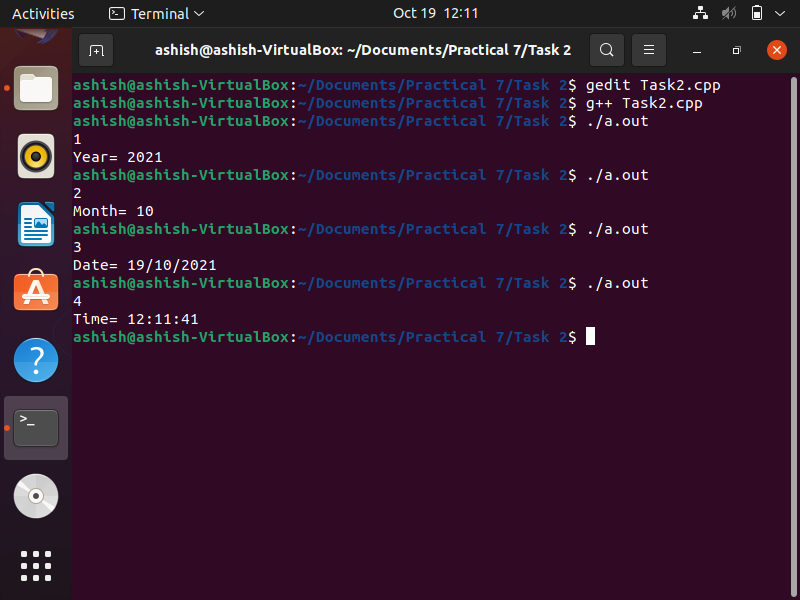 Activities Terminal Oct 19 12:11
ashish@ashish-VirtualBox: ~/Documents/Practical 7/Task 2
ashish@ashish-VirtualBox:~/Documents/Practical 7/Task 2$ gedit Task2.cpp
ashish@ashish-VirtualBox:~/Documents/Practical 7/Task 2$ g++ Task2.cpp
ashish@ashish-VirtualBox:~/Documents/Practical 7/Task 2$ ./a.out
1
Year= 2021
ashish@ashish-VirtualBox:~/Documents/Practical 7/Task 2$ ./a.out
2
Month= 10
ashish@ashish-VirtualBox:~/Documents/Practical 7/Task 2$ ./a.out
3
Date= 19/10/2021
ashish@ashish-VirtualBox:~/Documents/Practical 7/Task 2$ ./a.out
4
Time= 12:11:41
ashish@ashish-VirtualBox:~/Documents/Practical 7/Task 2$